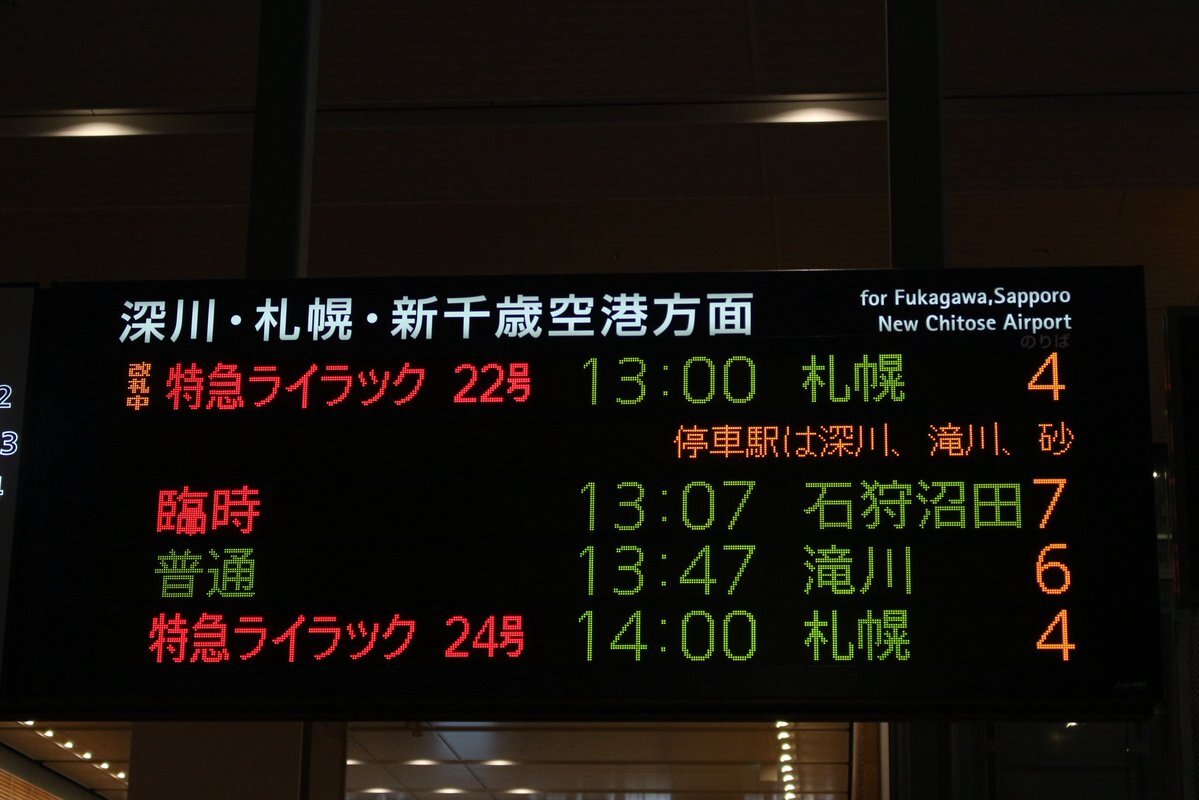 深川・札幌・新千歳空港方面 for Fukagawa,Sapporo
New Chitose Airport
のりば
改札中 特急ライラック 22号 13:00 札幌 4
停車駅は深川、滝川、砂
臨時 13:07 石狩沼田 7
普通 13:47 滝川 6
特急ライラック 24号 14:00 札幌 4
2
3
1